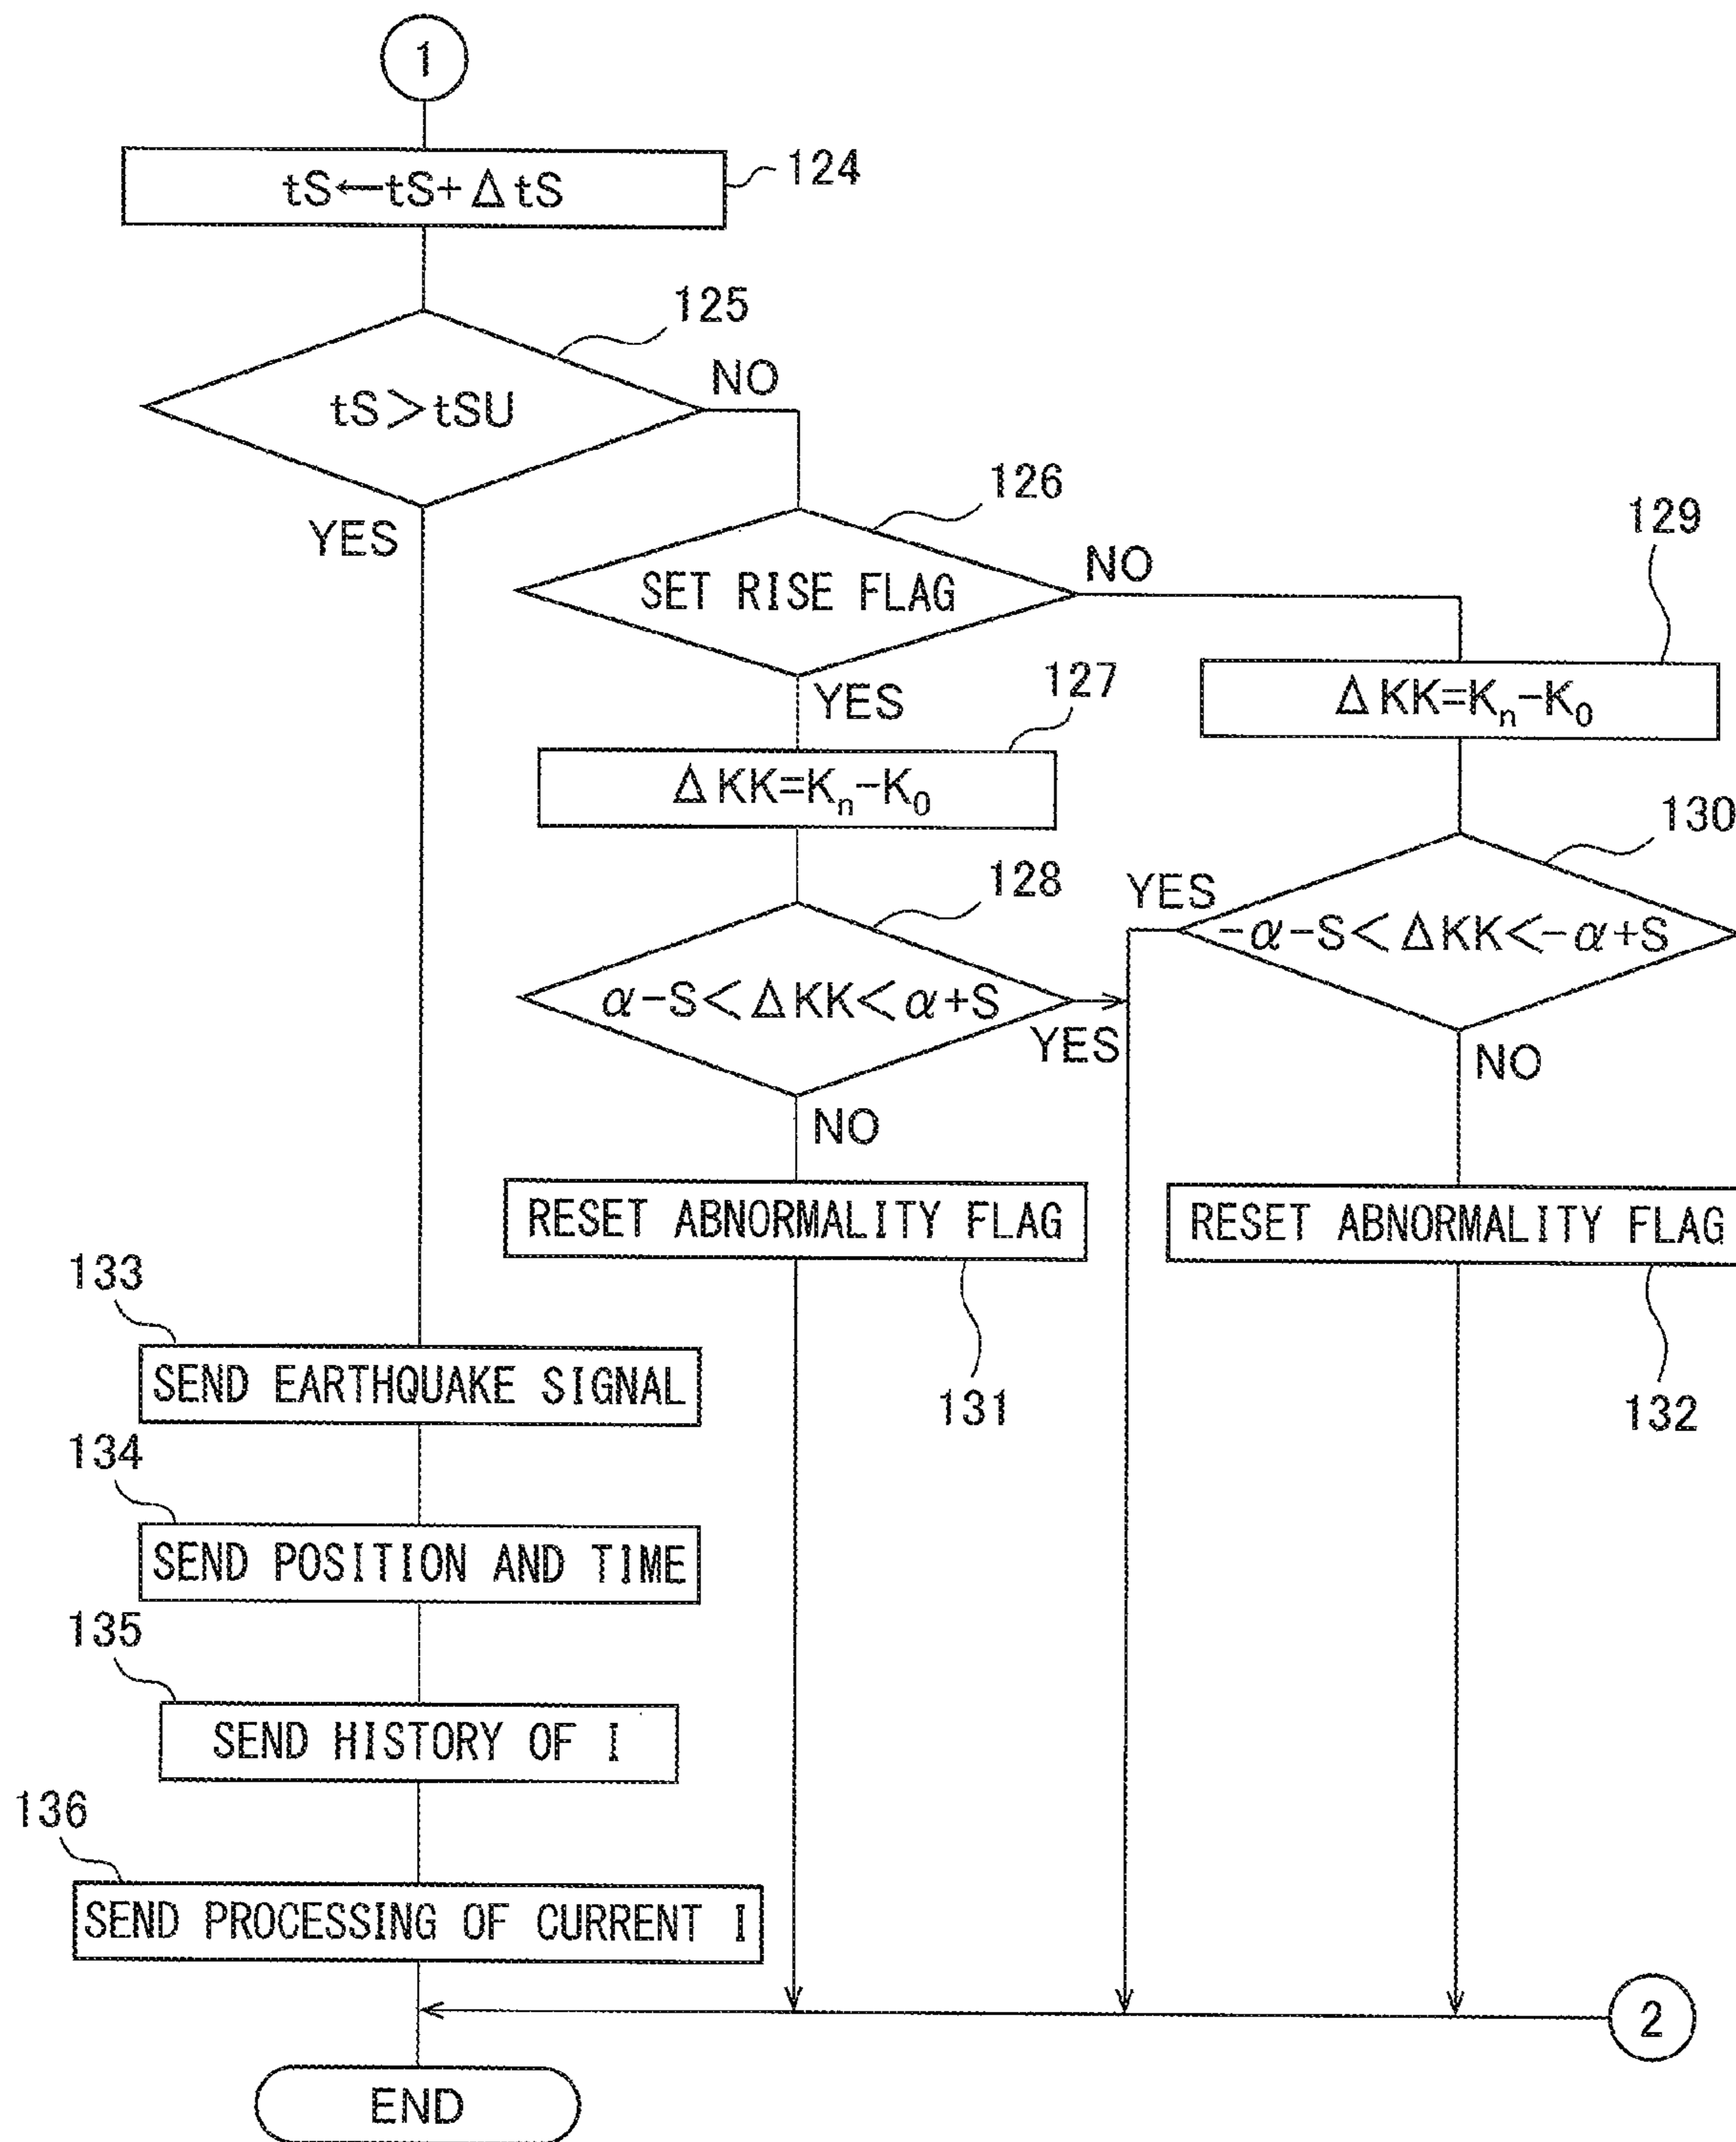 1
tS←tS+ΔtS
124
125
tS>tSU
NO
YES
126
SET RISE FLAG
NO
YES
129
ΔKK=Kn-K0
127
ΔKK=Kn-K0
130
YES
-α-S<ΔKK<-α+S
NO
128
α-S<ΔKK<α+S
YES
NO
RESET ABNORMALITY FLAG
131
RESET ABNORMALITY FLAG
132
133
SEND EARTHQUAKE SIGNAL
134
SEND POSITION AND TIME
135
SEND HISTORY OF I
136
SEND PROCESSING OF CURRENT I
2
END